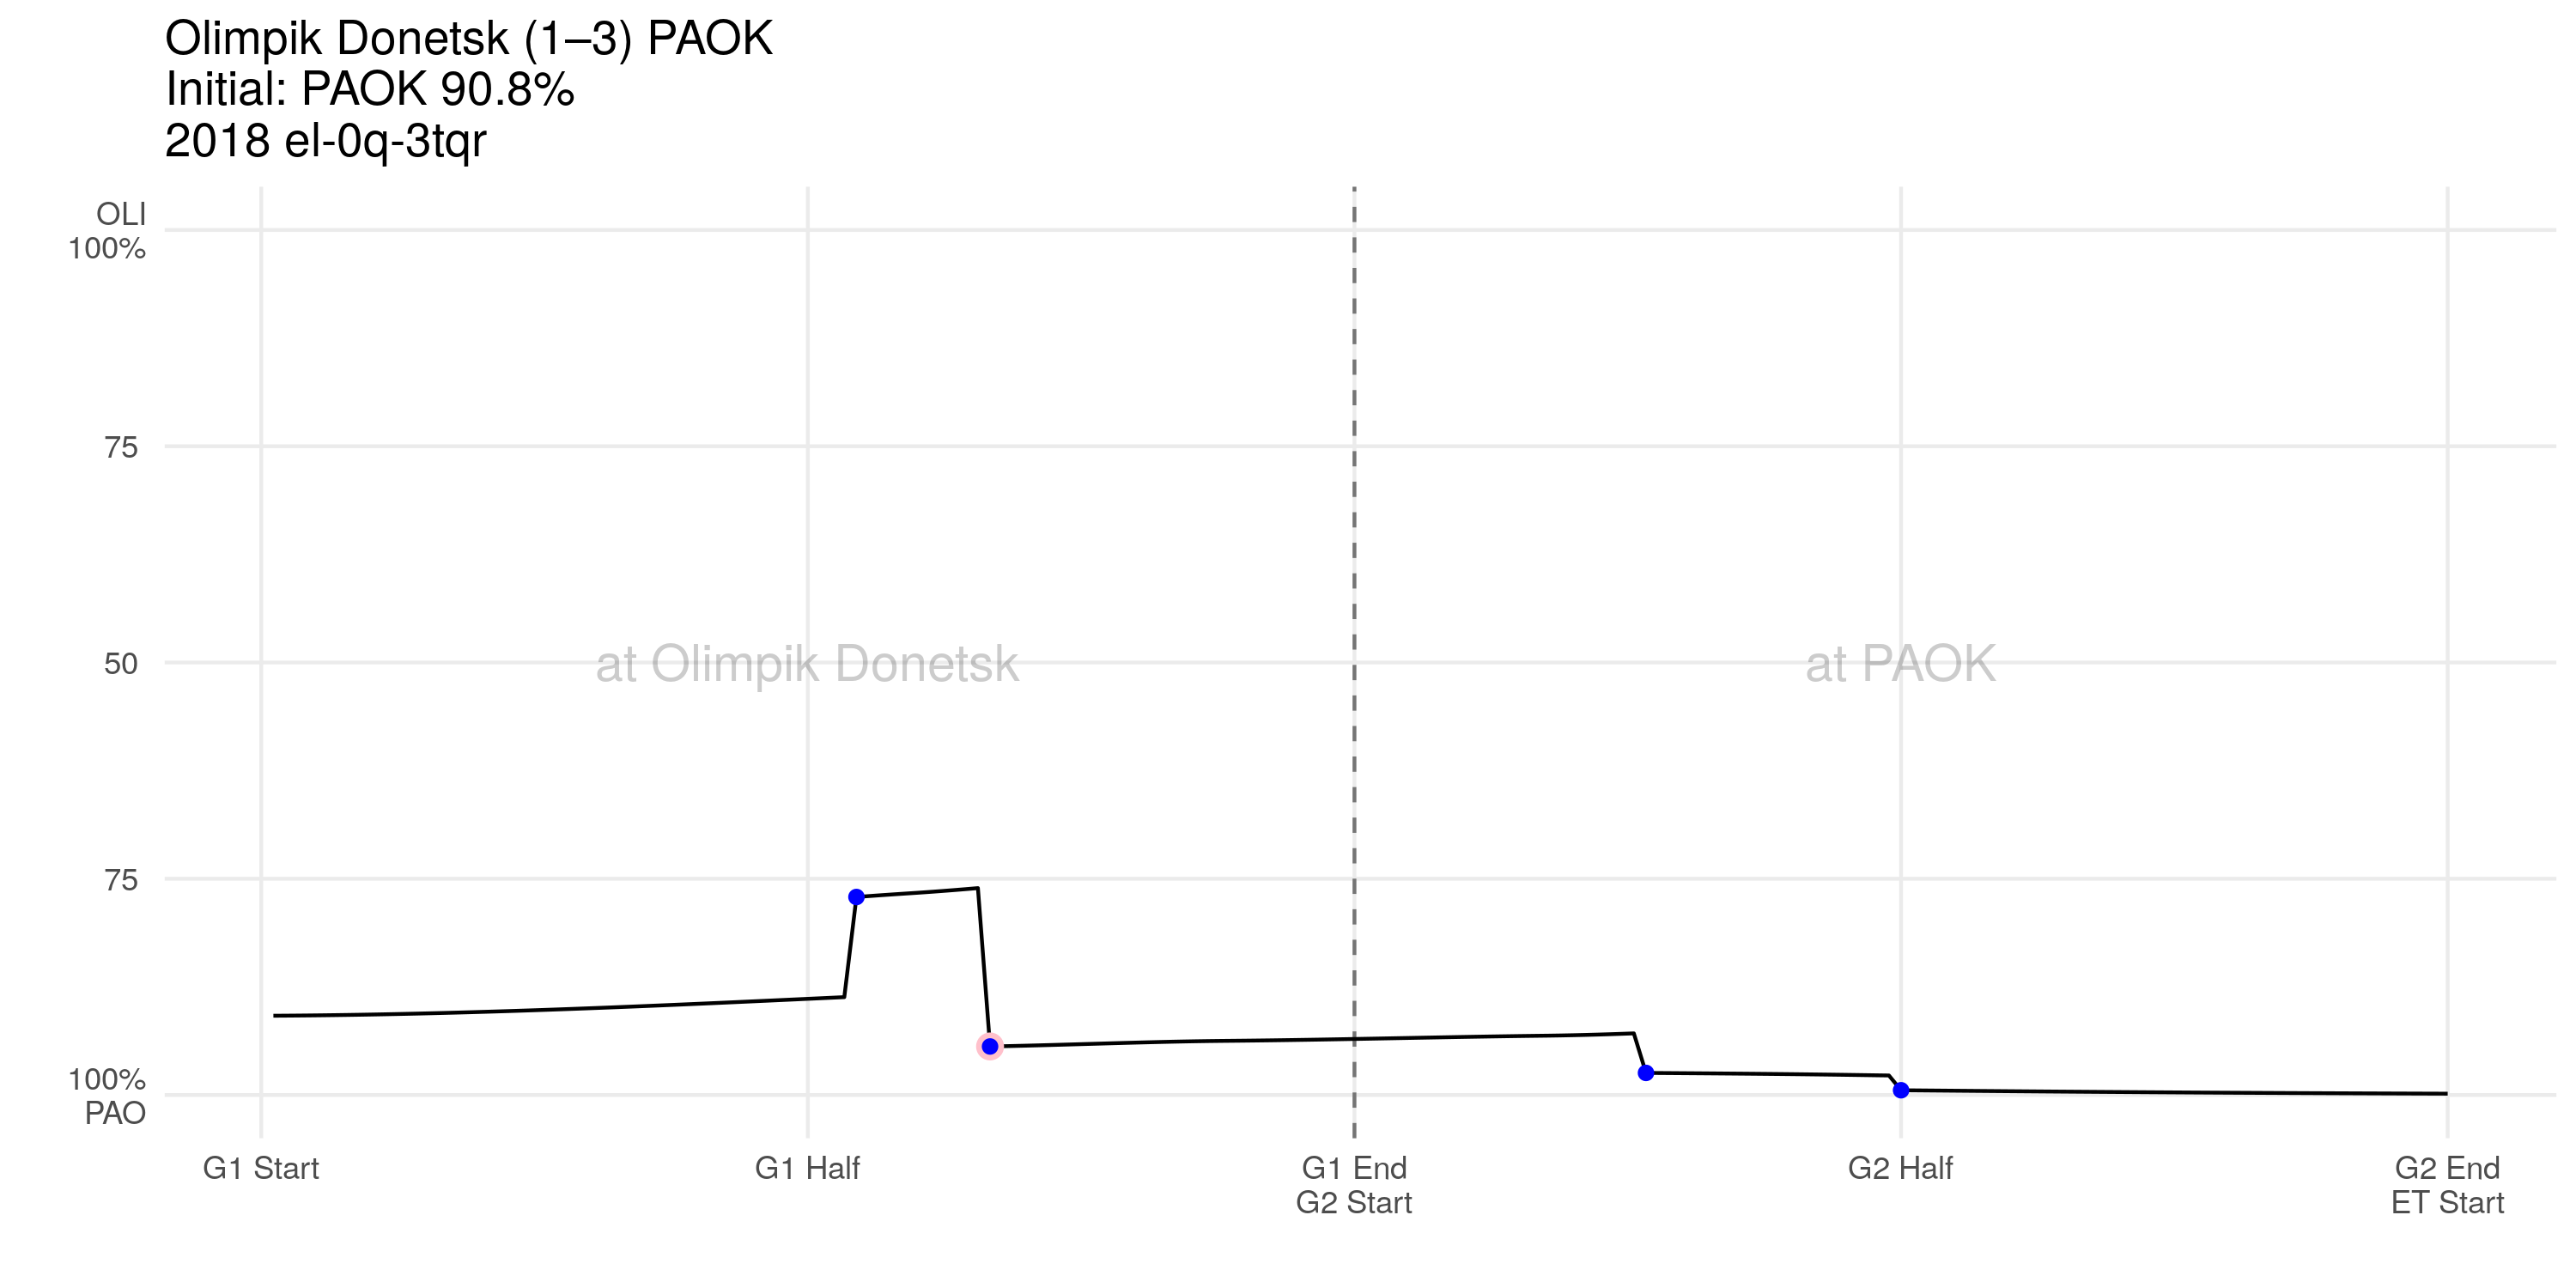 Olimpik Donetsk (1–3) PAOK
Initial: PAOK 90.8%
2018 el-0q-3tqr
OLI
100%
75
50
75
100%
PAO
at Olimpik Donetsk
at PAOK
G1 Start
G1 Half
G1 End
G2 Start
G2 Half
G2 End
ET Start